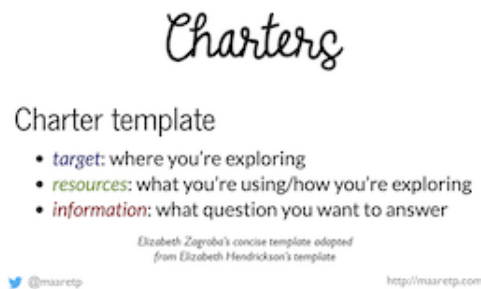 Charters
Charter template
• target: where you're exploring
• resources: what you're using/how you're exploring
• information: what question you want to answer
Elizabeth Zagroba's concise template adapted
from Elizabeth Hendrickson's template
@maaretp
http://maaretp.com